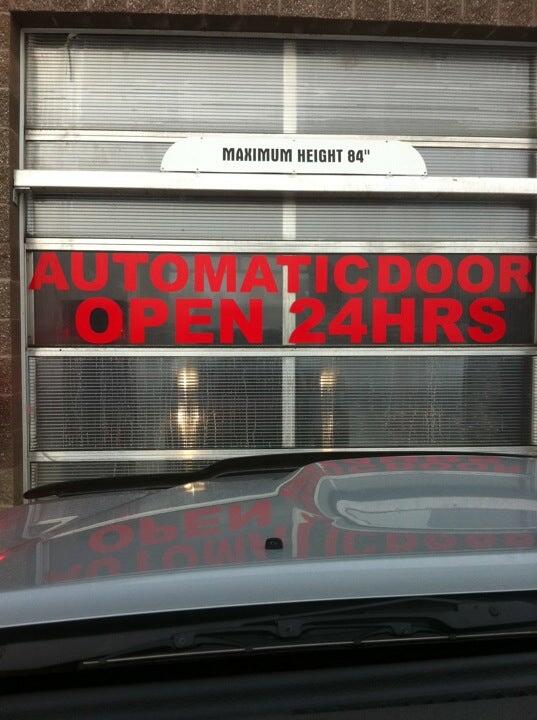 MAXIMUM HEIGHT 84"
AUTOMATICDOOR
OPEN 24HRS